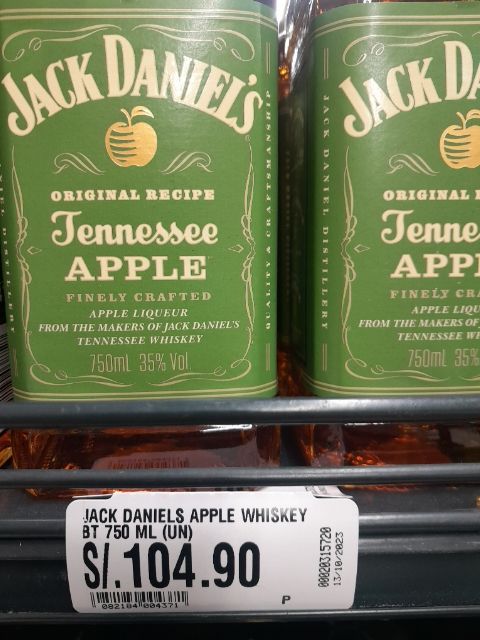 JACK DANIEL'S
ORIGINAL RECIPE
Tennessee
APPLE
FINELY CRAFTED
APPLE LIQUEUR
FROM THE MAKERS OF JACK DANIEL'S
TENNESSEE WHISKEY
750mL 35% Vol.
QUALITY & CRAFTSMANSHIP
JACK DANIEL DISTILLERY
JACK DA
ORIGINAL
Tenne
APPL
FINELY CRA
APPLE LIQU
FROM THE MAKERS OF
TENNESSEE WH
750mL 35%
JACK DANIELS APPLE WHISKEY
BT 750 ML (UN)
S/.104.90
082184 004371
P
00020315720
13/10/2023